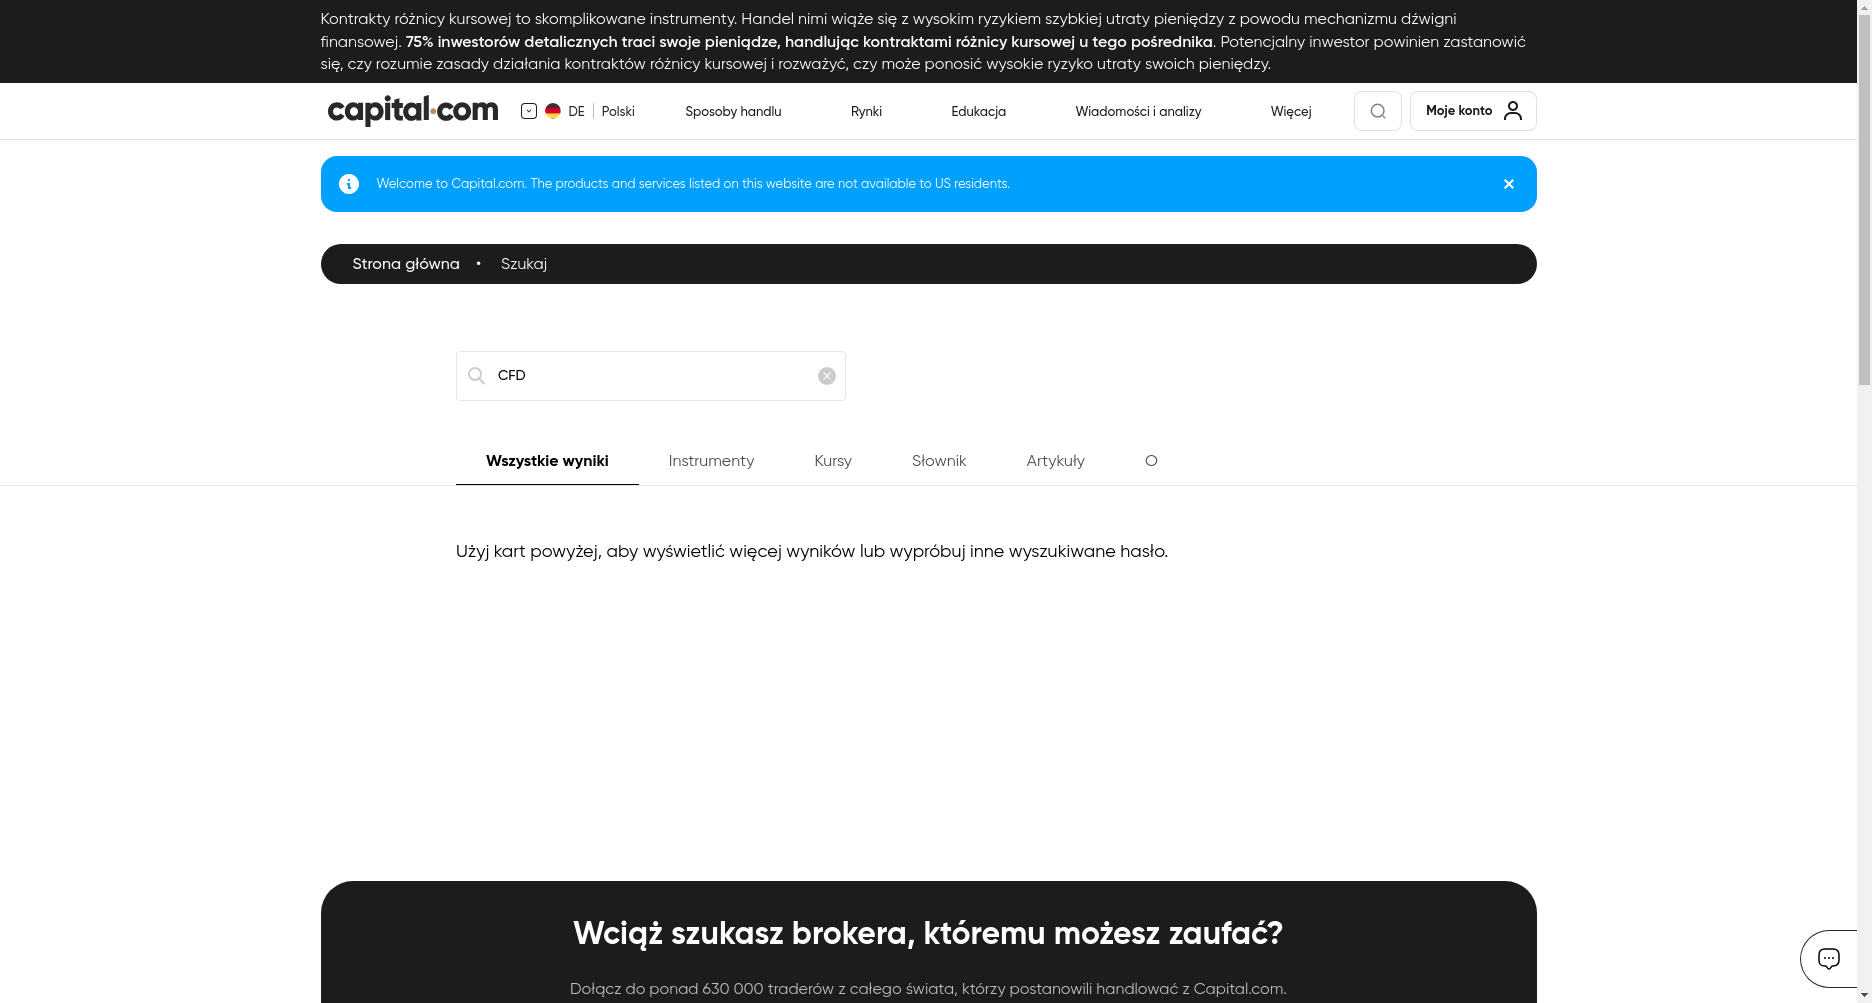 Kontrakty różnicy kursowej to skomplikowane instrumenty. Handel nimi wiąże się z wysokim ryzykiem szybkiej utraty pieniędzy z powodu mechanizmu dźwigni
finansowej. 75% inwestorów detalicznych traci swoje pieniądze, handlując kontraktami różnicy kursowej u tego pośrednika. Potencjalny inwestor powinien zastanowić
się, czy rozumie zasady działania kontraktów różnicy kursowej i rozważyć, czy może ponosić wysokie ryzyko utraty swoich pieniędzy.
capital.com DE Polski Sposoby handlu Rynki Edukacja Wiadomości i analizy Więcej Moje konto
Welcome to Capital.com. The products and services listed on this website are not available to US residents.
Strona główna • Szukaj
CFD
Wszystkie wyniki Instrumenty Kursy Słownik Artykuły O
Użyj kart powyżej, aby wyświetlić więcej wyników lub wypróbuj inne wyszukiwane hasło.
Wciąż szukasz brokera, któremu możesz zaufać?
Dołącz do ponad 630 000 traderów z całego świata, którzy postanowili handlować z Capital.com.